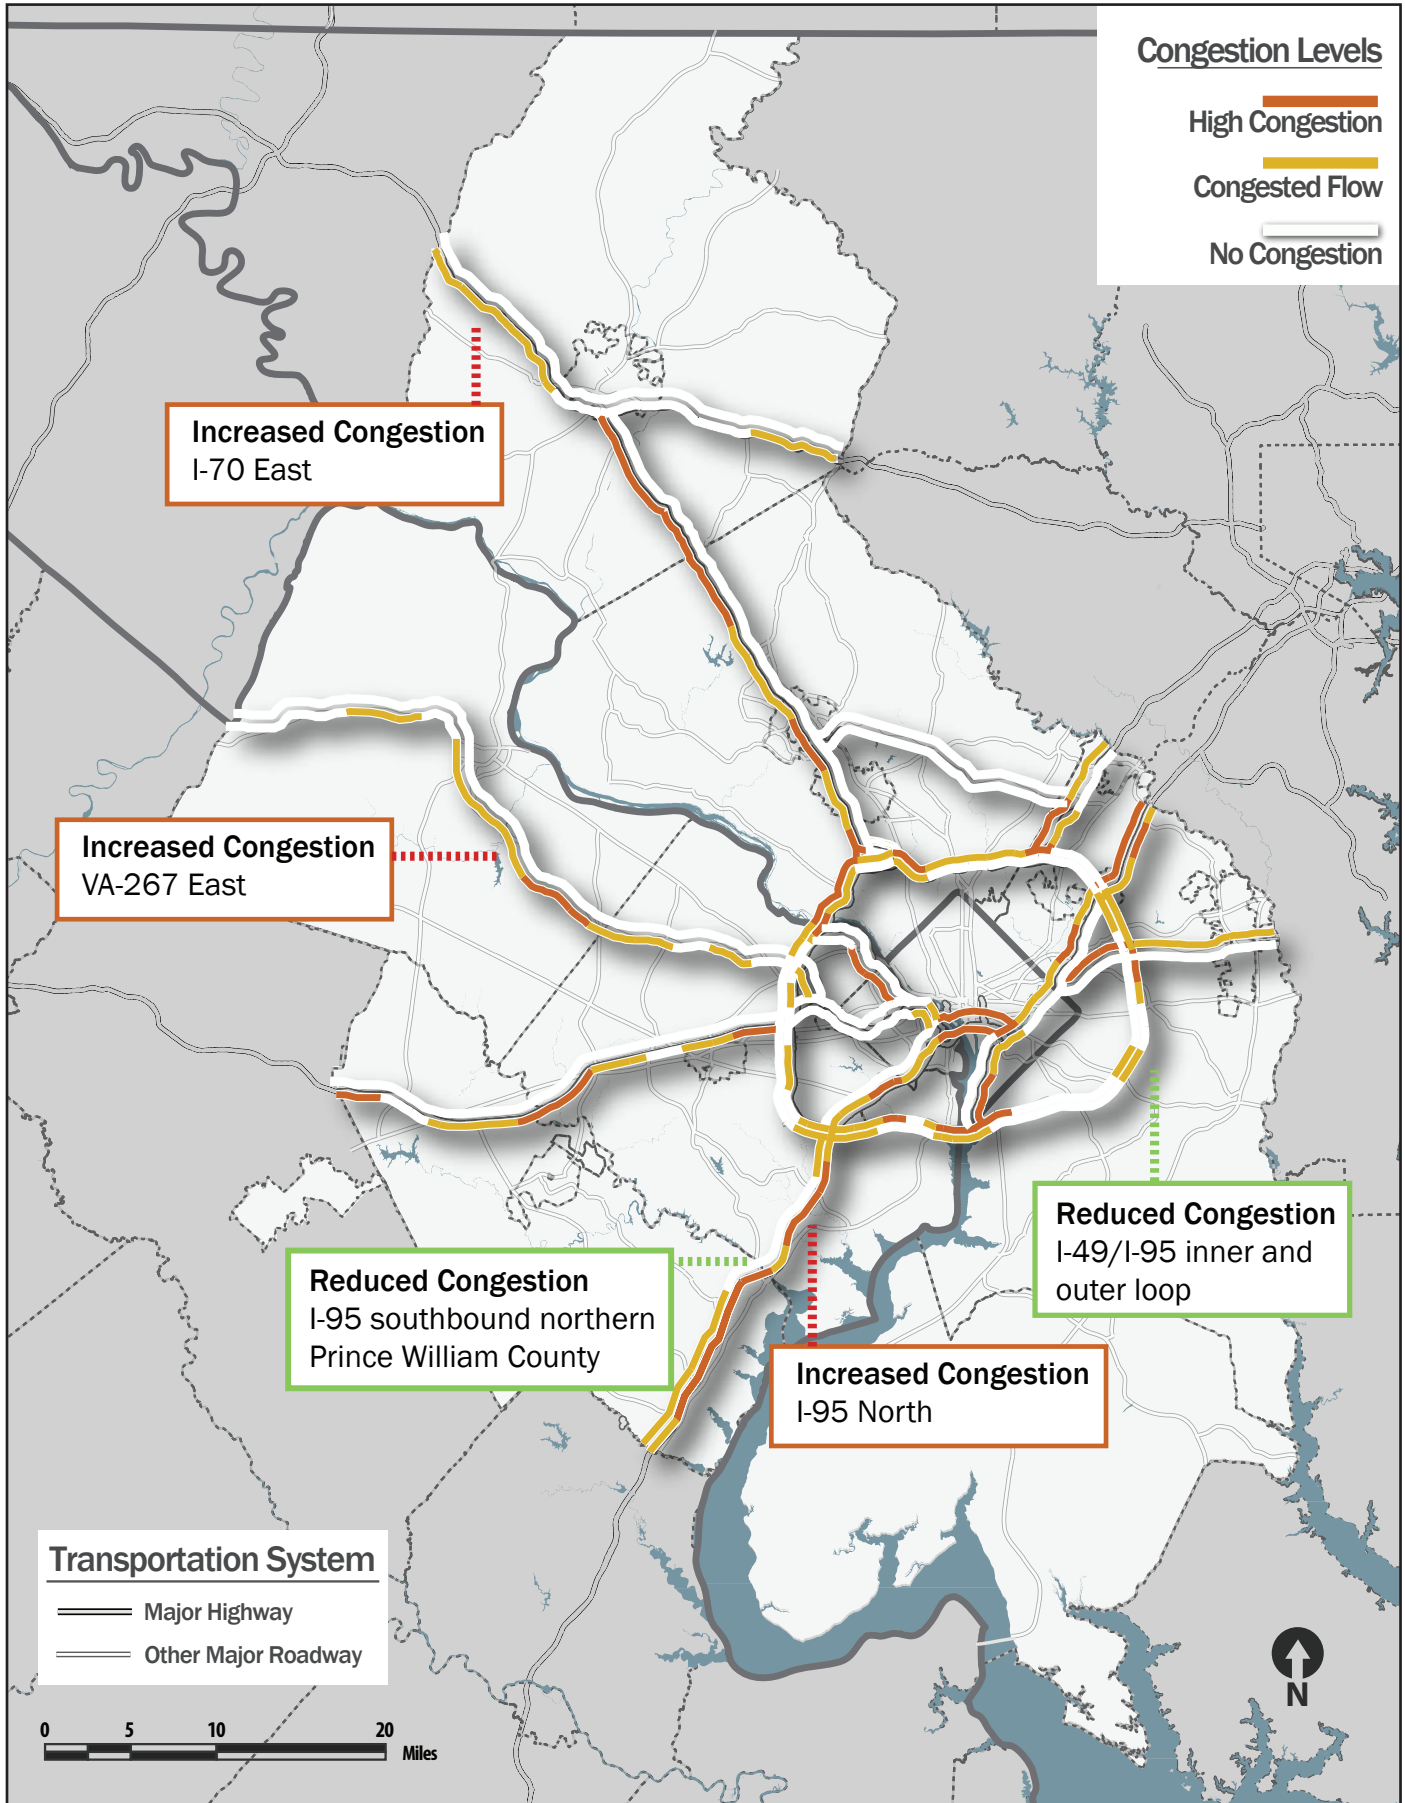 Congestion Levels
High Congestion
Congested Flow
No Congestion
Increased Congestion
I-70 East
Increased Congestion
VA-267 East
Reduced Congestion
I-49/I-95 inner and
outer loop
Reduced Congestion
I-95 southbound northern
Prince William County
Increased Congestion
I-95 North
Transportation System
Major Highway
Other Major Roadway
0 5 10 20
Miles
N